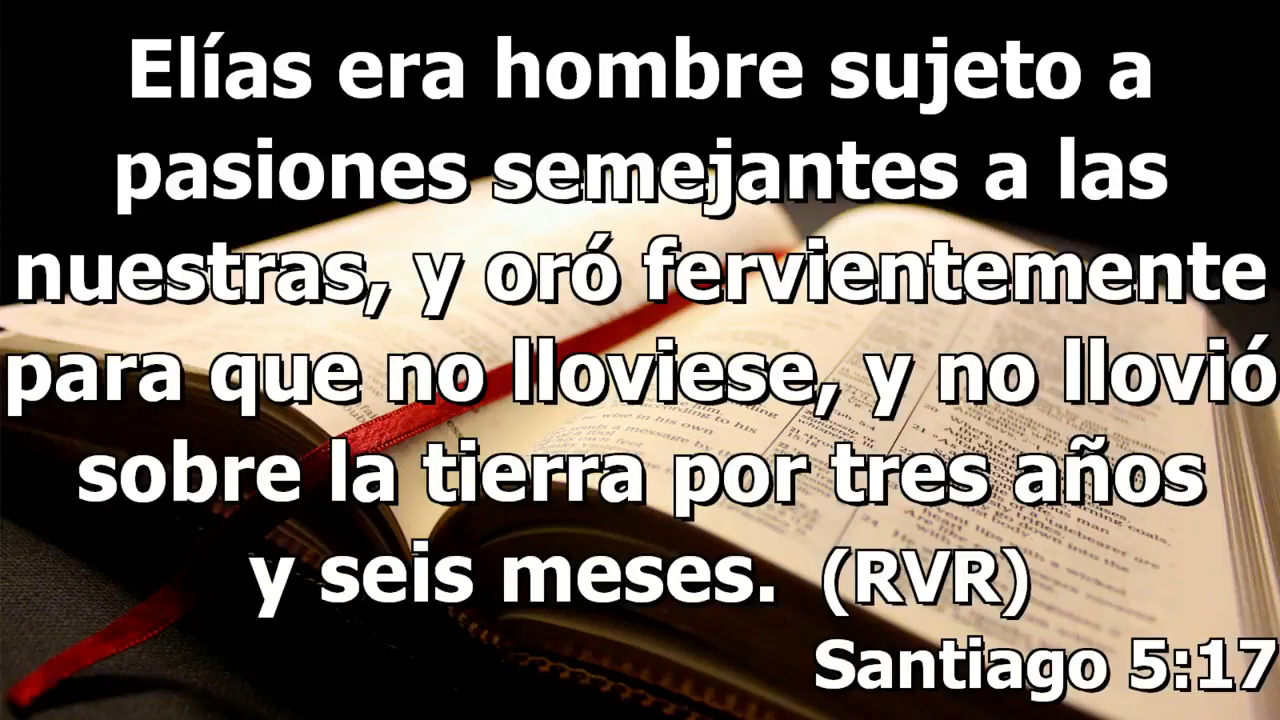 Elías era hombre sujeto a
pasiones semejantes a las
nuestras, y oró fervientemente
para que no lloviese, y no llovió
sobre la tierra por tres años
y seis meses. (RVR)
Santiago 5:17